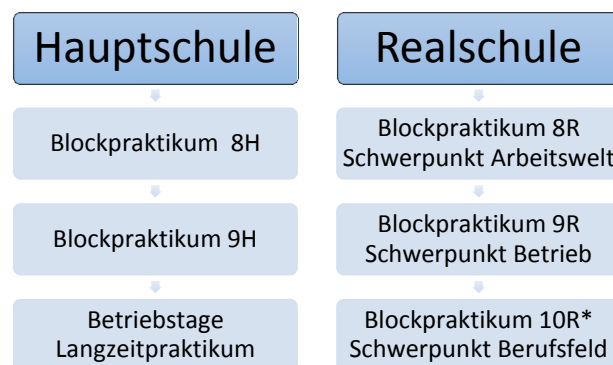 Hauptschule
Blockpraktikum 8H
Blockpraktikum 9H
Betriebstage
Langzeitpraktikum
Realschule
Blockpraktikum 8R
Schwerpunkt Arbeitswelt
Blockpraktikum 9R
Schwerpunkt Betrieb
Blockpraktikum 10R*
Schwerpunkt Berufsfeld